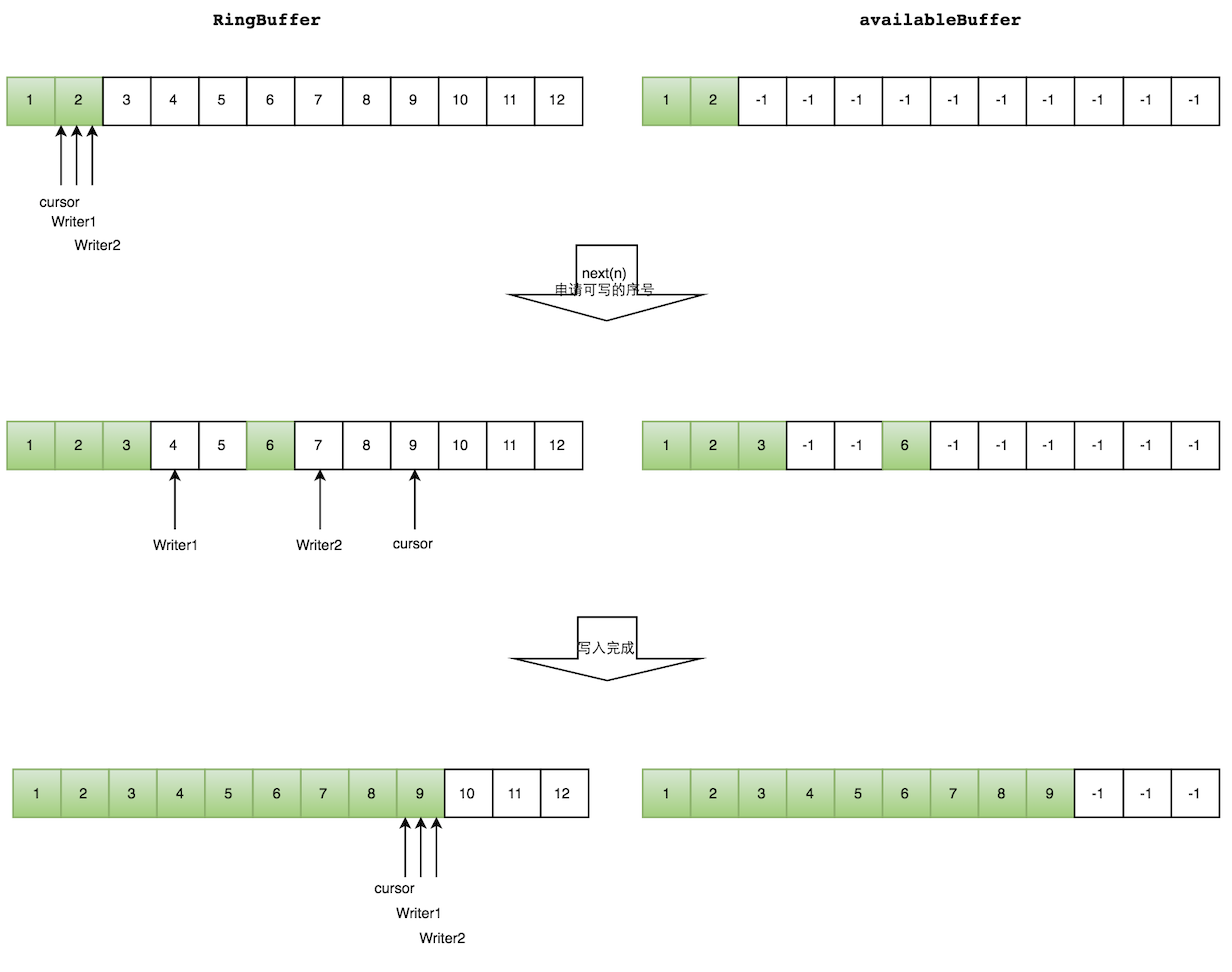 RingBuffer availableBuffer
1 2 3 4 5 6 7 8 9 10 11 12 1 2 -1 -1 -1 -1 -1 -1 -1 -1 -1 -1
cursor
Writer1
Writer2
next(n)
申请可写的序号
1 2 3 4 5 6 7 8 9 10 11 12 1 2 3 -1 -1 6 -1 -1 -1 -1 -1 -1
Writer1 Writer2 cursor
写入完成
1 2 3 4 5 6 7 8 9 10 11 12 1 2 3 4 5 6 7 8 9 -1 -1 -1
cursor
Writer1
Writer2